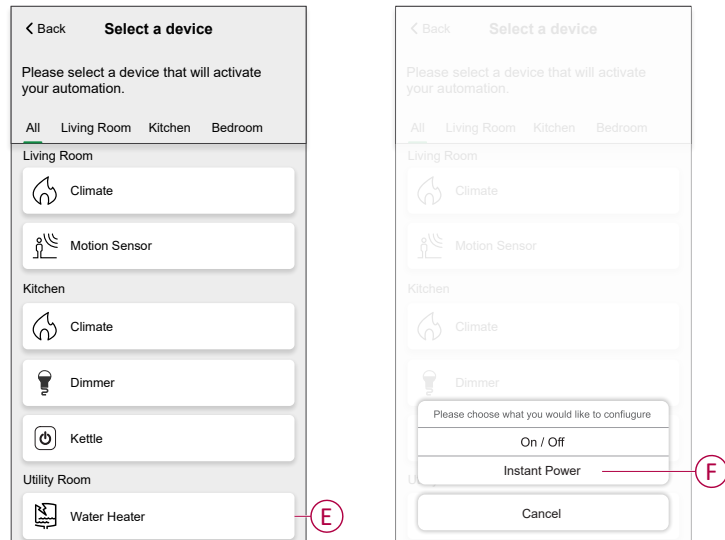 Back Select a device
Please select a device that will activate
your automation.
All Living Room Kitchen Bedroom
Living Room
Climate
Motion Sensor
Kitchen
Climate
Dimmer
Kettle
Utility Room
Water Heater
E
Back Select a device
Please select a device that will activate
your automation.
All Living Room Kitchen Bedroom
Living Room
Climate
Motion Sensor
Kitchen
Climate
Dimmer
Please choose what you would like to confiugure
On / Off
Instant Power
F
Cancel